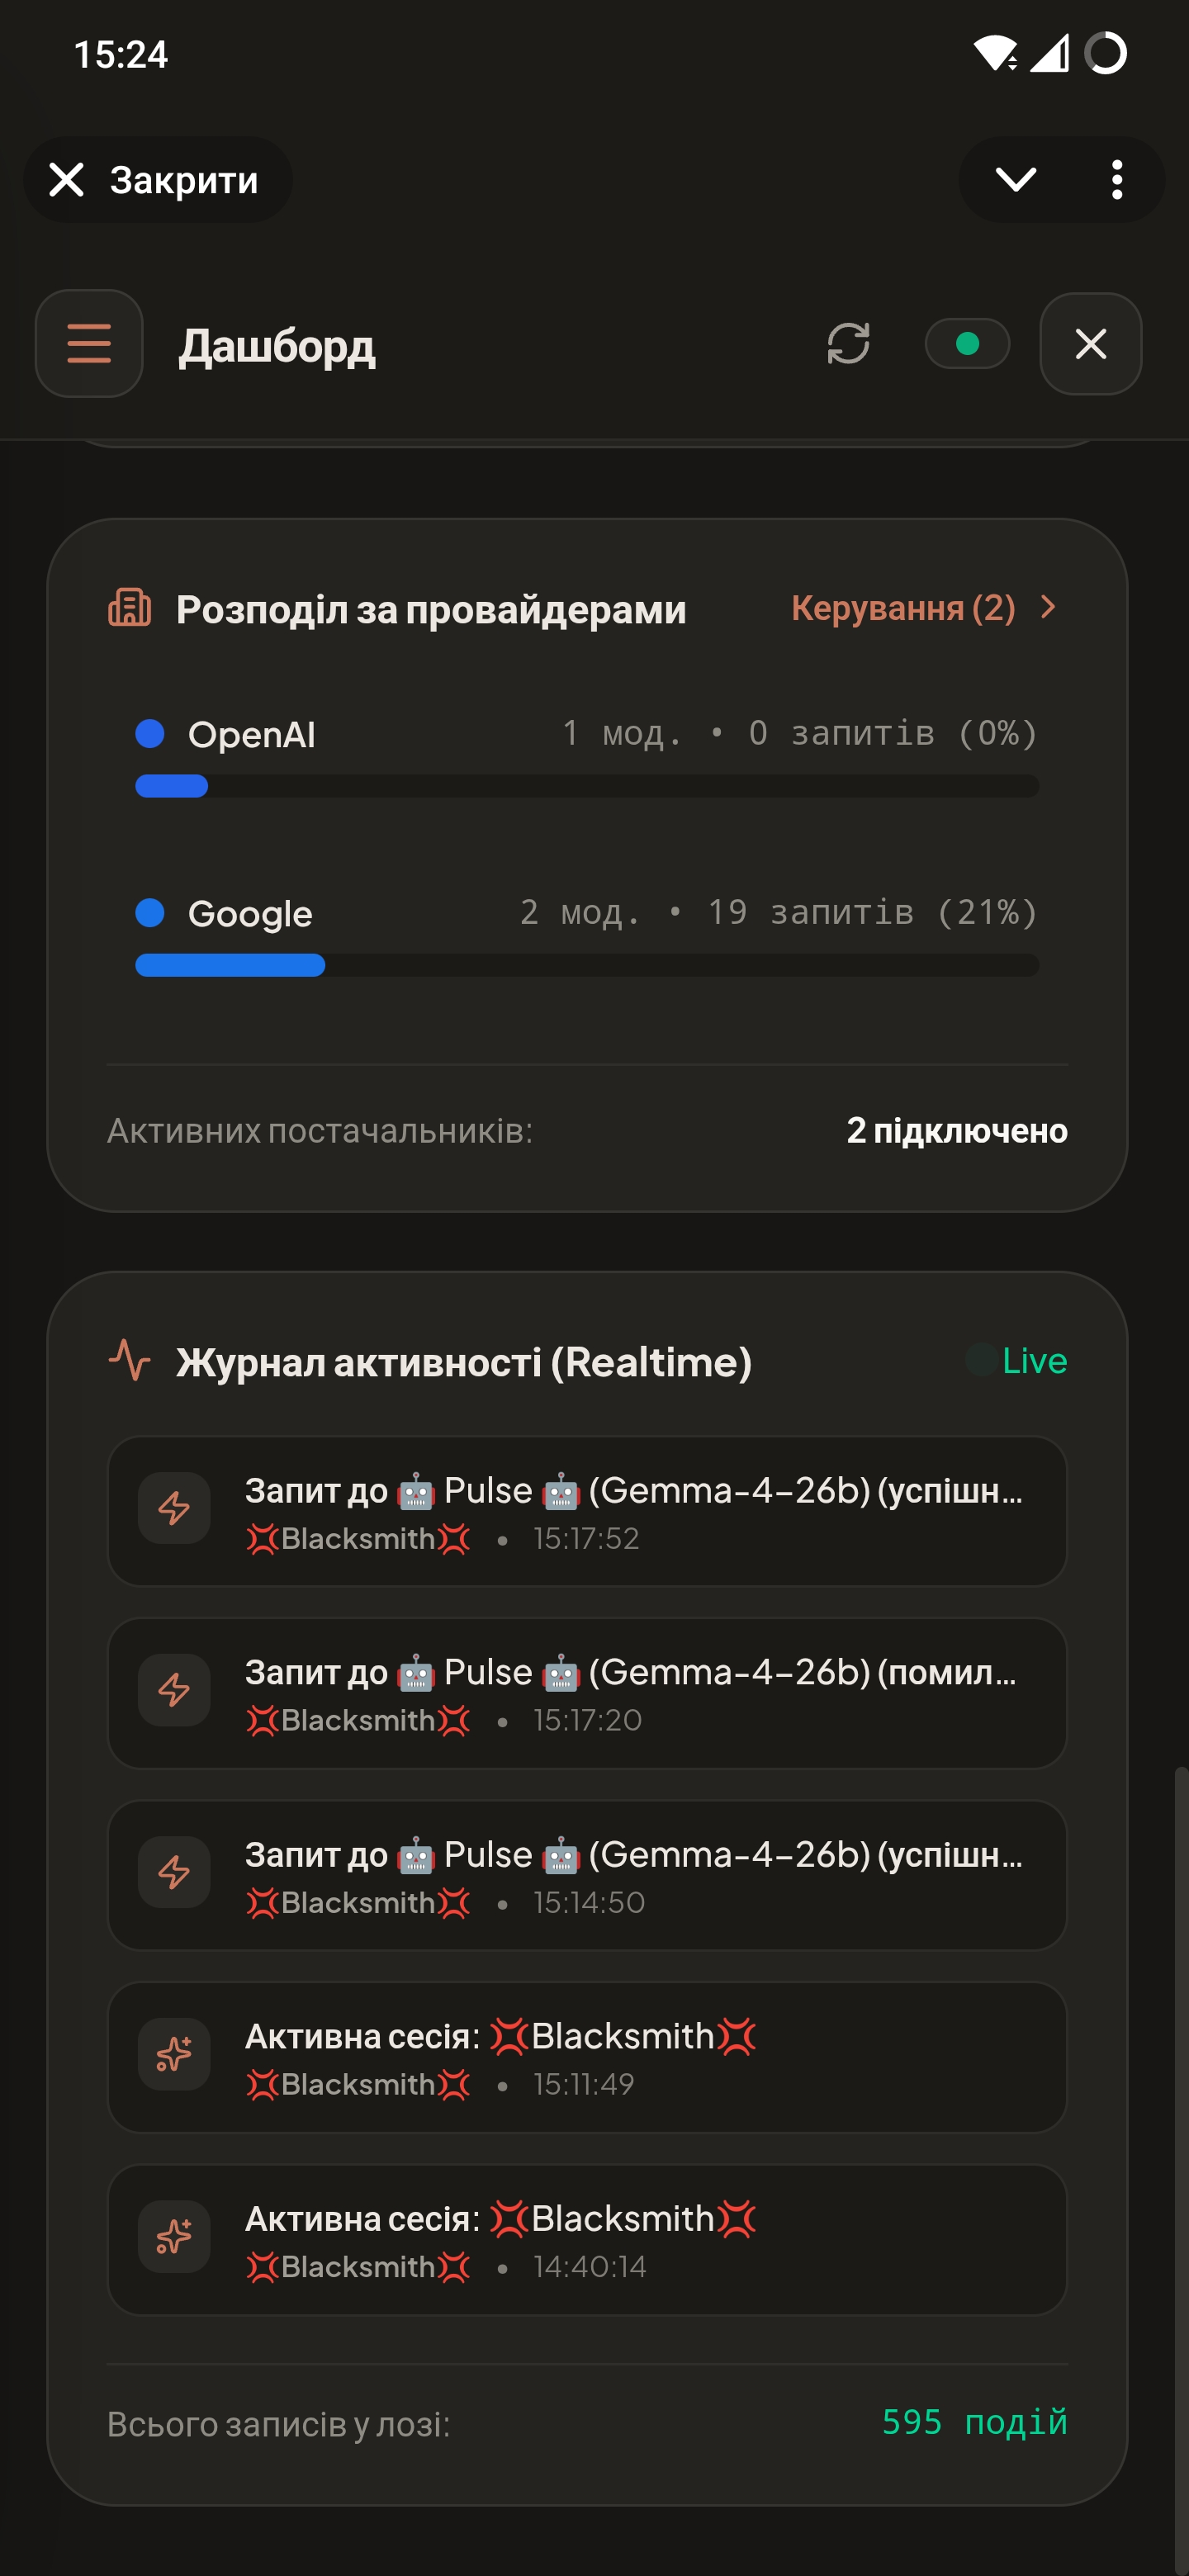 15:24
Закрити
Дашборд
Розподіл за провайдерами
Керування (2)
OpenAI
1 мод. • 0 запитів (0%)
Google
2 мод. • 19 запитів (21%)
Активних постачальників:
2 підключено
Журнал активності (Realtime)
Live
Запит до 🤖 Pulse 🤖 (Gemma-4-26b) (успішн...
💢Blacksmith💢 • 15:17:52
Запит до 🤖 Pulse 🤖 (Gemma-4-26b) (помил...
💢Blacksmith💢 • 15:17:20
Запит до 🤖 Pulse 🤖 (Gemma-4-26b) (успішн...
💢Blacksmith💢 • 15:14:50
Активна сесія: 💢Blacksmith💢
💢Blacksmith💢 • 15:11:49
Активна сесія: 💢Blacksmith💢
💢Blacksmith💢 • 14:40:14
Всього записів у лозі:
595 подій